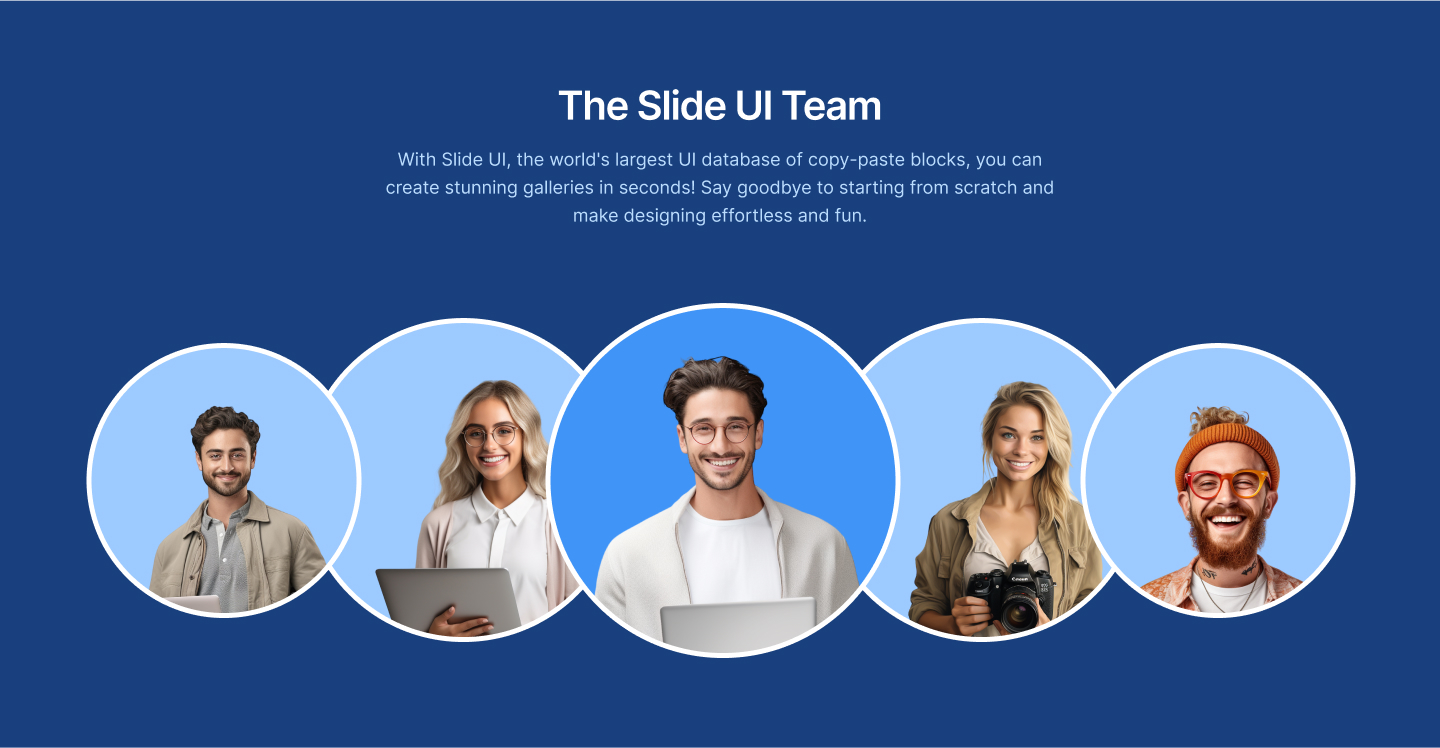 The Slide UI Team
With Slide UI, the world's largest UI database of copy-paste blocks, you can
create stunning galleries in seconds! Say goodbye to starting from scratch and
make designing effortless and fun.
Canon